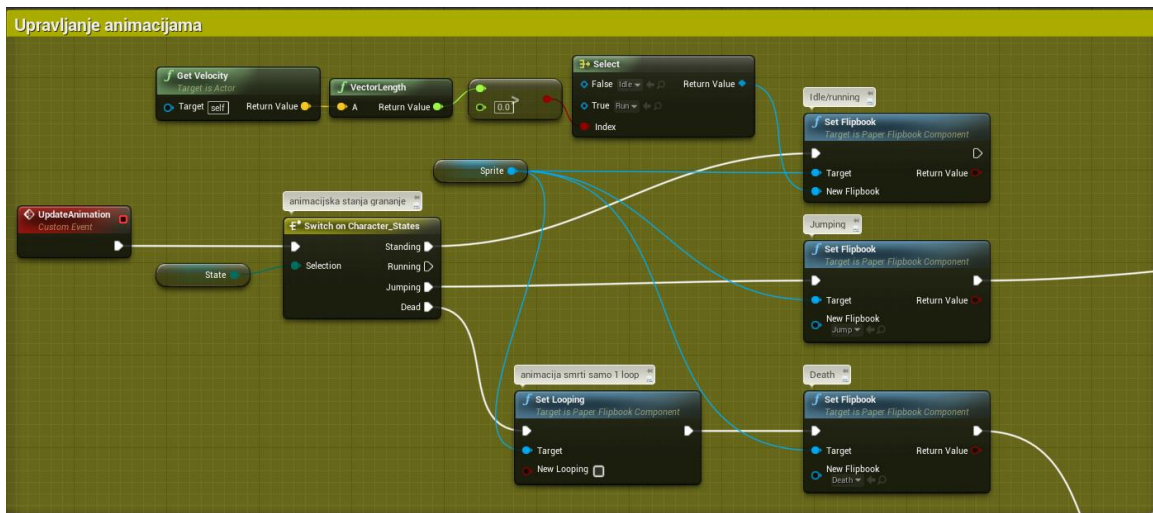 Upravljanje animacijama
Get Velocity
Target is Actor
Target self Return Value
VectorLength
A Return Value
>
0.0
Select
False Idle Return Value
True Run
Index
Idle/running
Set Flipbook
Target is Paper Flipbook Component
Target Return Value
New Flipbook
Sprite
animacijska stanja grananje
UpdateAnimation
Custom Event
Switch on Character_States
Standing
Selection Running
Jumping
Dead
State
Jumping
Set Flipbook
Target is Paper Flipbook Component
Target Return Value
New Flipbook
Jump
animacija smrti samo 1 loop
Set Looping
Target is Paper Flipbook Component
Target
New Looping
Death
Set Flipbook
Target is Paper Flipbook Component
Target Return Value
New Flipbook
Death